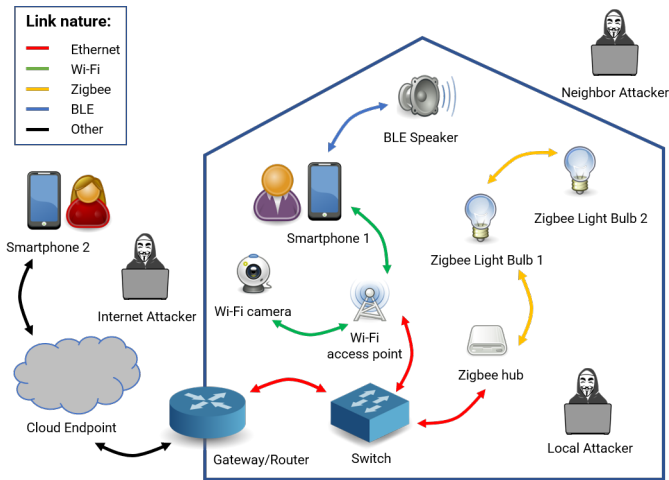 Link nature:
Ethernet
Wi-Fi
Zigbee
BLE
Other
Neighbor Attacker
BLE Speaker
Smartphone 2
Smartphone 1
Zigbee Light Bulb 2
Zigbee Light Bulb 1
Internet Attacker
Wi-Fi camera
Wi-Fi
access point
Zigbee hub
Cloud Endpoint
Gateway/Router
Switch
Local Attacker